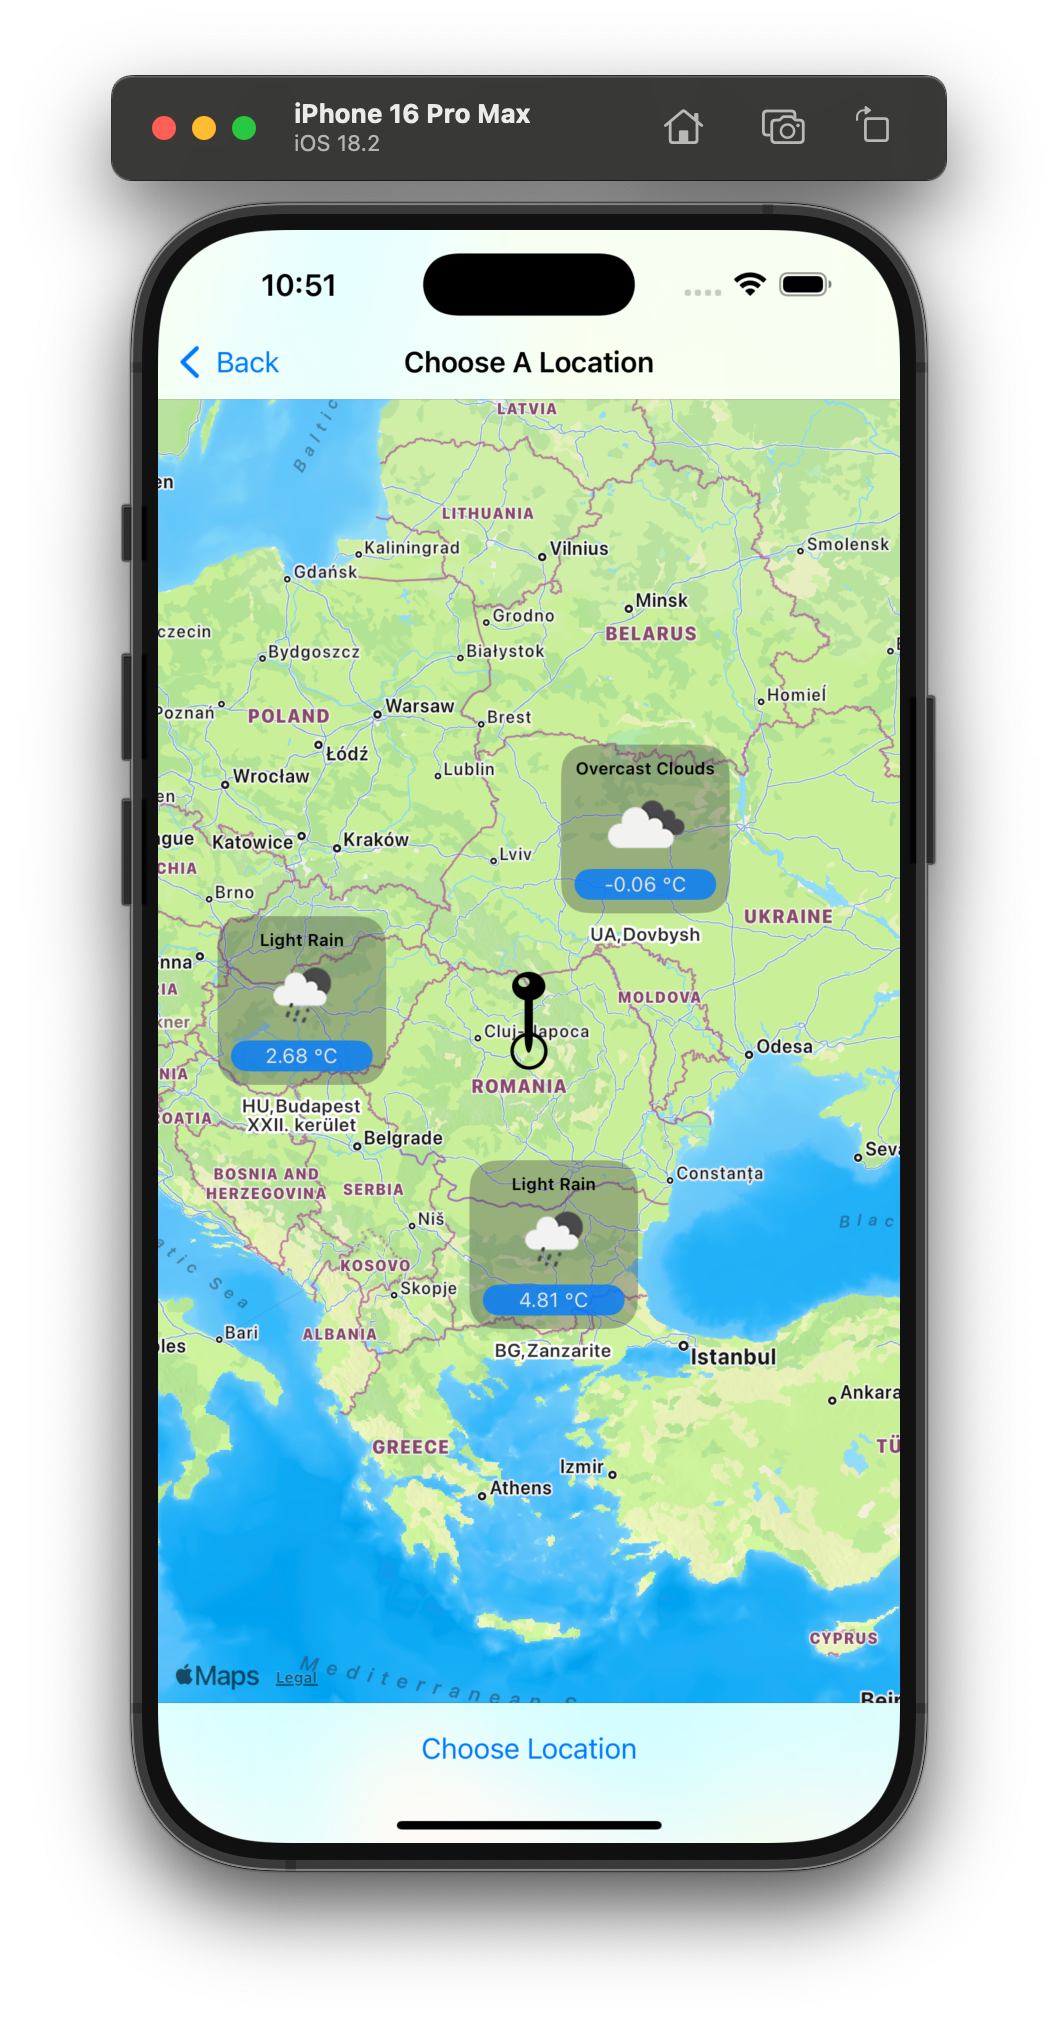 iPhone 16 Pro Max
iOS 18.2
10:51
Back
Choose A Location
LATVIA
Baltic
en
LITHUANIA
Kaliningrad
Vilnius
Smolensk
Gdańsk
Minsk
Grodno
czecin
BELARUS
Bydgoszcz
Białystok
Homieĺ
Poznań
POLAND
Warsaw
Brest
Łódź
Lublin
Overcast Clouds
Wrocław
en
ague
Katowice
Kraków
Lviv
CHIA
-0.06 °C
Brno
UKRAINE
UA,Dovbysh
Light Rain
nna
RIA
MOLDOVA
kner
Cluj-Napoca
Odesa
2.68 °C
NIA
ROMANIA
HU,Budapest
XXII. kerület
OATIA
Belgrade
Seva
BOSNIA AND
HERZEGOVINA
SERBIA
Constanța
Light Rain
Niš
Blac
atic Sea
KOSOVO
Skopje
4.81 °C
Bari
ALBANIA
ples
BG,Zanzarite
Istanbul
Ankara
GREECE
TÜ
Izmir
Athens
CYPRUS
Maps
Legal
Mediterranean S
Beir
Choose Location